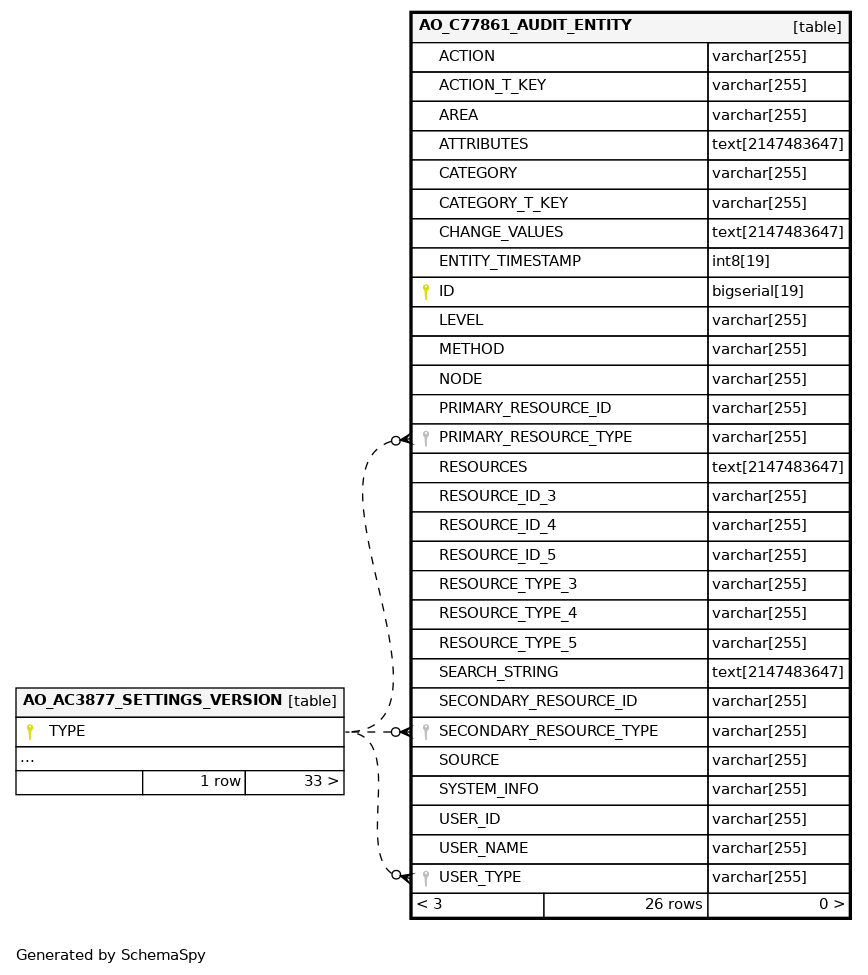 AO_C77861_AUDIT_ENTITY [table]
ACTION varchar[255]
ACTION_T_KEY varchar[255]
AREA varchar[255]
ATTRIBUTES text[2147483647]
CATEGORY varchar[255]
CATEGORY_T_KEY varchar[255]
CHANGE_VALUES text[2147483647]
ENTITY_TIMESTAMP int8[19]
ID bigserial[19]
LEVEL varchar[255]
METHOD varchar[255]
NODE varchar[255]
PRIMARY_RESOURCE_ID varchar[255]
PRIMARY_RESOURCE_TYPE varchar[255]
RESOURCES text[2147483647]
RESOURCE_ID_3 varchar[255]
RESOURCE_ID_4 varchar[255]
RESOURCE_ID_5 varchar[255]
RESOURCE_TYPE_3 varchar[255]
RESOURCE_TYPE_4 varchar[255]
RESOURCE_TYPE_5 varchar[255]
SEARCH_STRING text[2147483647]
SECONDARY_RESOURCE_ID varchar[255]
SECONDARY_RESOURCE_TYPE varchar[255]
SOURCE varchar[255]
SYSTEM_INFO varchar[255]
USER_ID varchar[255]
USER_NAME varchar[255]
USER_TYPE varchar[255]
< 3 26 rows 0 >
AO_AC3877_SETTINGS_VERSION [table]
TYPE
...
1 row 33 >
Generated by SchemaSpy